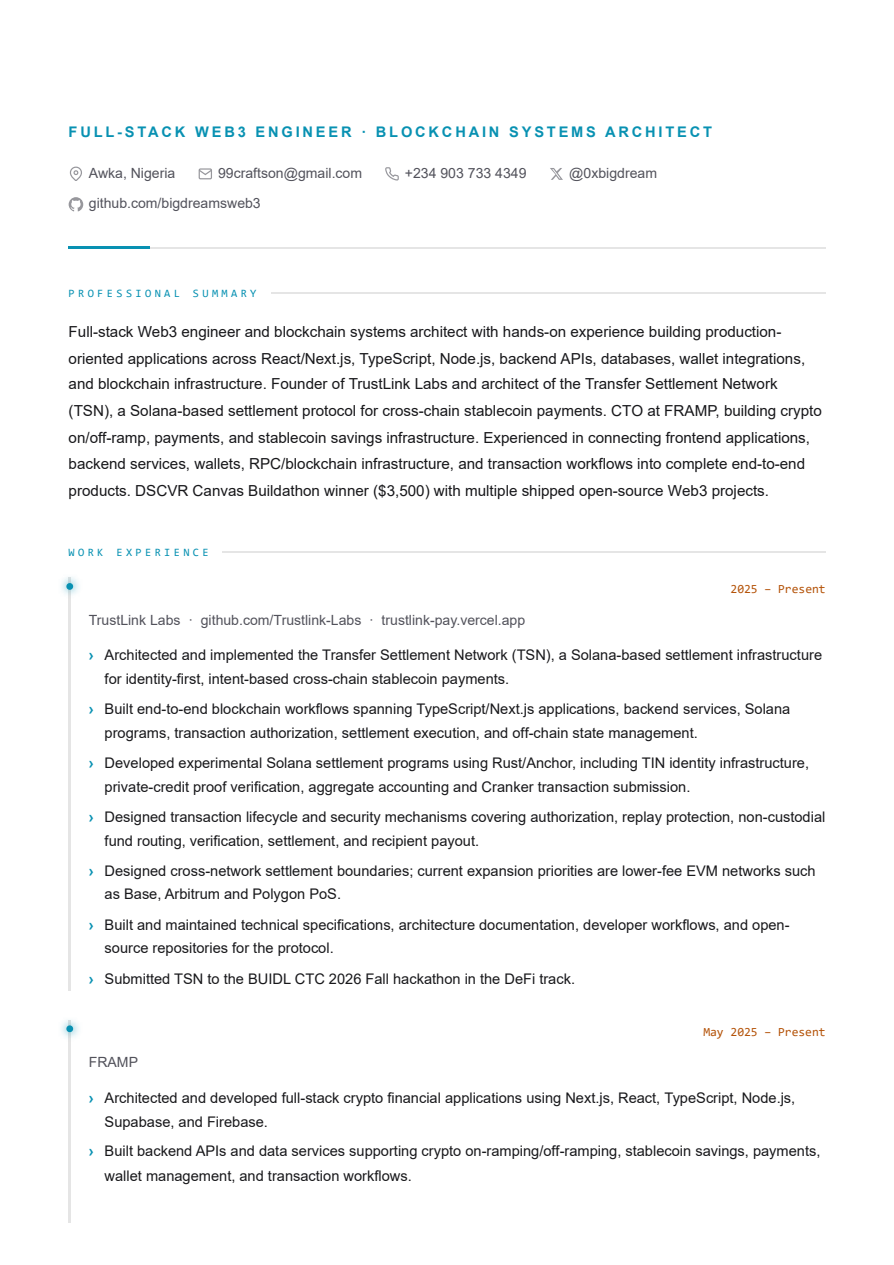 FULL-STACK WEB3 ENGINEER · BLOCKCHAIN SYSTEMS ARCHITECT
Awka, Nigeria 99craftson@gmail.com +234 903 733 4349 @0xbigdream
github.com/bigdreamsweb3
PROFESSIONAL SUMMARY
Full-stack Web3 engineer and blockchain systems architect with hands-on experience building production-
oriented applications across React/Next.js, TypeScript, Node.js, backend APIs, databases, wallet integrations,
and blockchain infrastructure. Founder of TrustLink Labs and architect of the Transfer Settlement Network
(TSN), a Solana-based settlement protocol for cross-chain stablecoin payments. CTO at FRAMP, building crypto
on/off-ramp, payments, and stablecoin savings infrastructure. Experienced in connecting frontend applications,
backend services, wallets, RPC/blockchain infrastructure, and transaction workflows into complete end-to-end
products. DSCVR Canvas Buildathon winner ($3,500) with multiple shipped open-source Web3 projects.
WORK EXPERIENCE
2025 – Present
TrustLink Labs · github.com/Trustlink-Labs · trustlink-pay.vercel.app
› Architected and implemented the Transfer Settlement Network (TSN), a Solana-based settlement infrastructure
for identity-first, intent-based cross-chain stablecoin payments.
› Built end-to-end blockchain workflows spanning TypeScript/Next.js applications, backend services, Solana
programs, transaction authorization, settlement execution, and off-chain state management.
› Developed experimental Solana settlement programs using Rust/Anchor, including TIN identity infrastructure,
private-credit proof verification, aggregate accounting and Cranker transaction submission.
› Designed transaction lifecycle and security mechanisms covering authorization, replay protection, non-custodial
fund routing, verification, settlement, and recipient payout.
› Designed cross-network settlement boundaries; current expansion priorities are lower-fee EVM networks such
as Base, Arbitrum and Polygon PoS.
› Built and maintained technical specifications, architecture documentation, developer workflows, and open-
source repositories for the protocol.
› Submitted TSN to the BUIDL CTC 2026 Fall hackathon in the DeFi track.
May 2025 – Present
FRAMP
› Architected and developed full-stack crypto financial applications using Next.js, React, TypeScript, Node.js,
Supabase, and Firebase.
› Built backend APIs and data services supporting crypto on-ramping/off-ramping, stablecoin savings, payments,
wallet management, and transaction workflows.